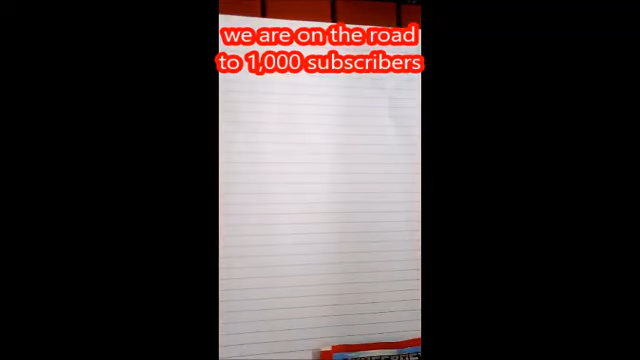 we are on the road
to 1,000 subscribers